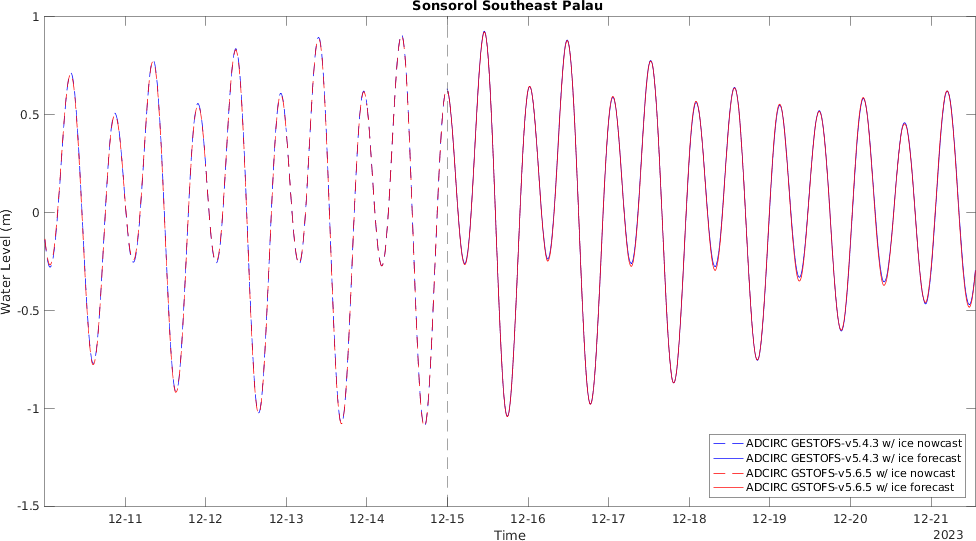 Sonsorol Southeast Palau
1
0.5
0
-0.5
-1
-1.5
Water Level (m)
12-11 12-12 12-13 12-14 12-15 12-16 12-17 12-18 12-19 12-20 12-21
Time
2023
ADCIRC GESTOFS-v5.4.3 w/ ice nowcast
ADCIRC GESTOFS-v5.4.3 w/ ice forecast
ADCIRC GSTOFS-v5.6.5 w/ ice nowcast
ADCIRC GSTOFS-v5.6.5 w/ ice forecast